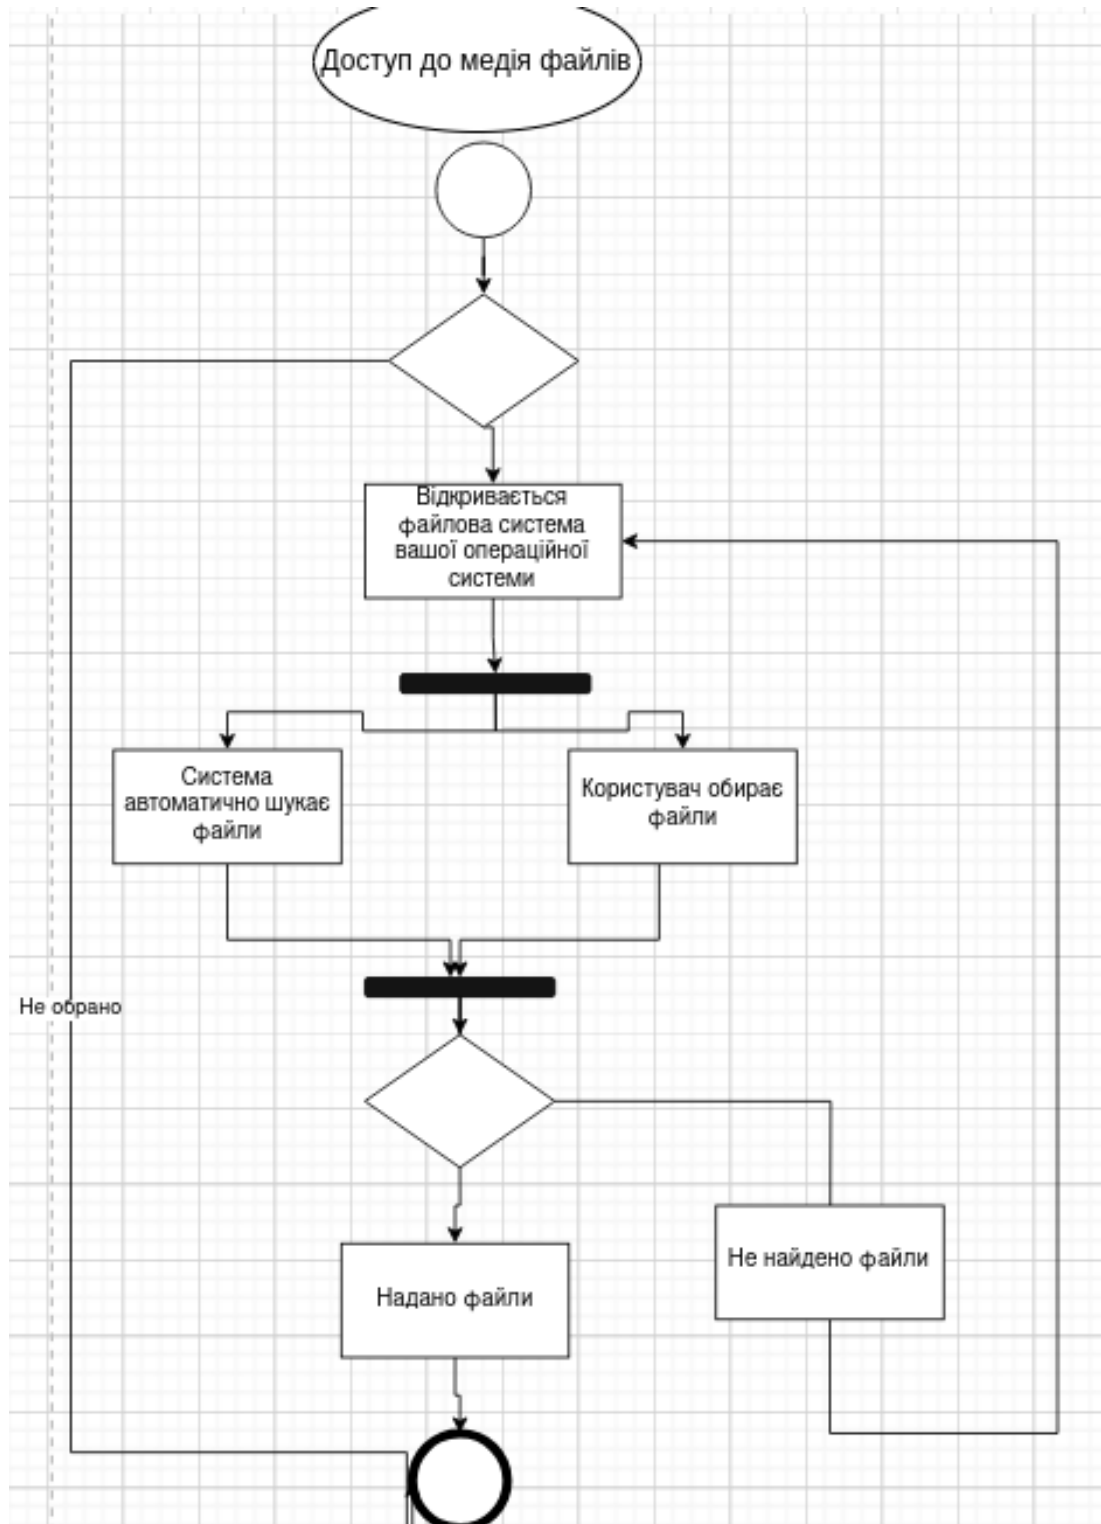 Доступ до медія файлів
Відкривається
файлова система
вашої операційної
системи
Система
автоматично шукає
файли
Користувач обирає
файли
Не обрано
Не найдено файли
Надано файли